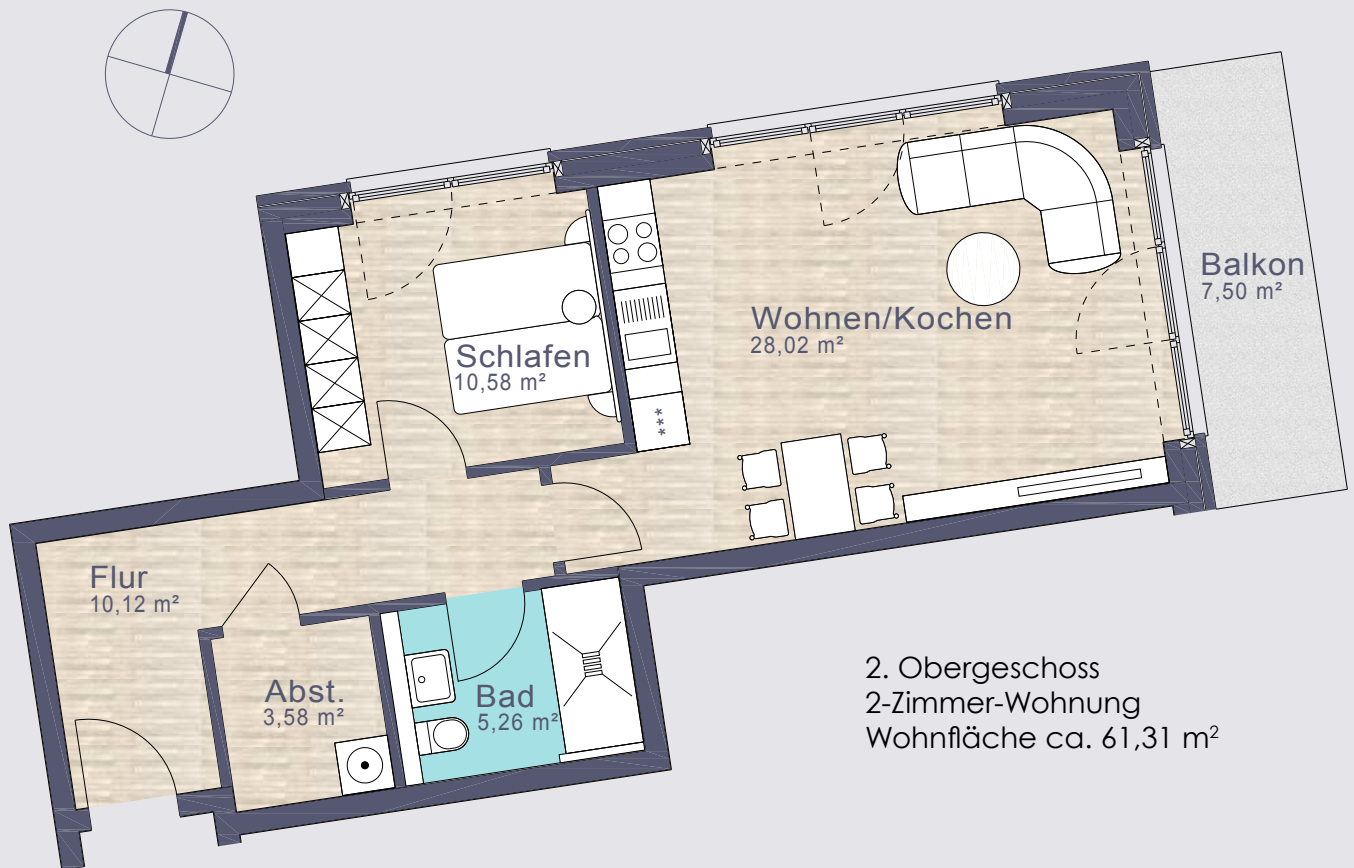 Balkon
7,50 m²
Wohnen/Kochen
28,02 m²
Schlafen
10,58 m²
***
Flur
10,12 m²
Abst.
3,58 m²
Bad
5,26 m²
2. Obergeschoss
2-Zimmer-Wohnung
Wohnfläche ca. 61,31 m²